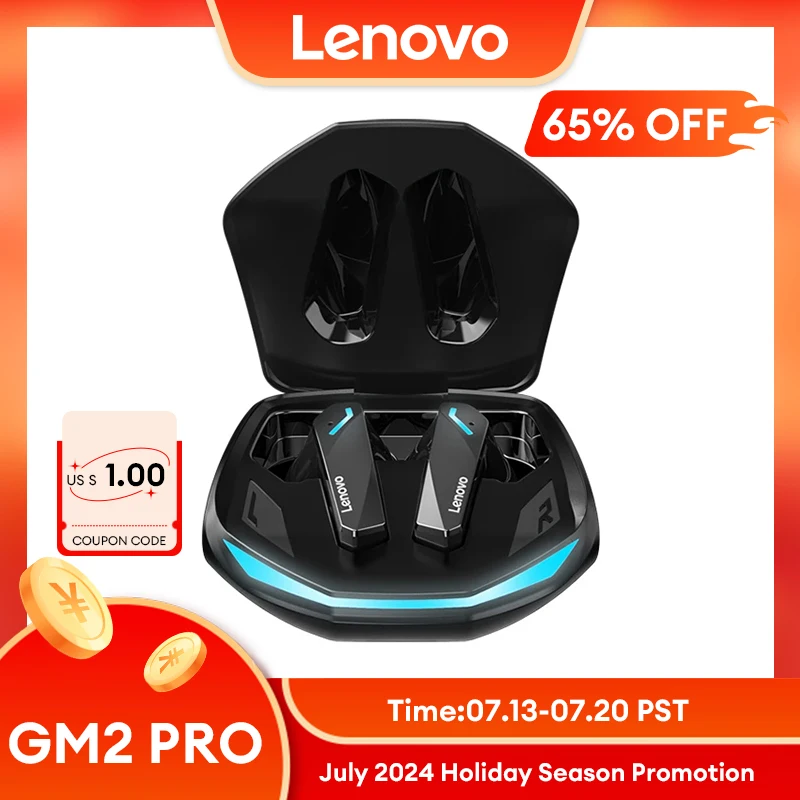 Lenovo
65% OFF
US $ 1.00
COUPON CODE
Lenovo
Lenovo
L
R
¥
¥
GM2 PRO
Time:07.13-07.20 PST
July 2024 Holiday Season Promotion